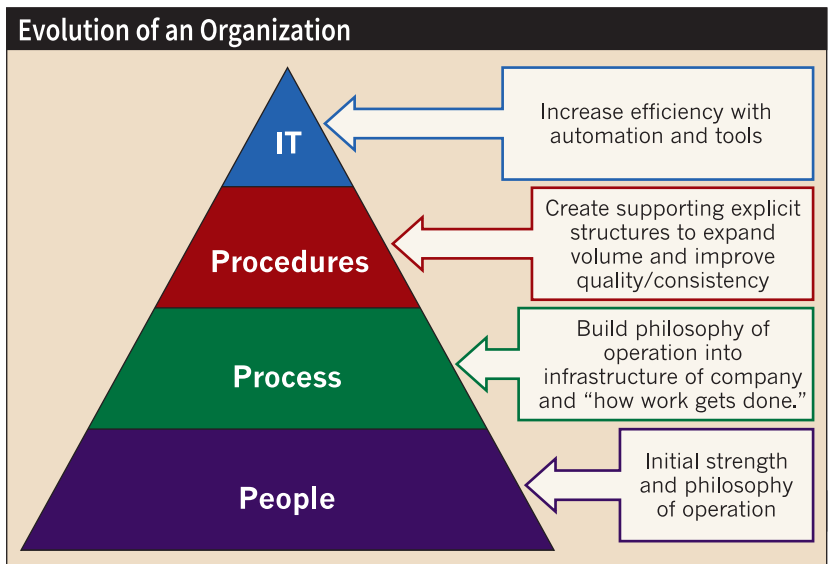 Evolution of an Organization
IT
Increase efficiency with
automation and tools
Procedures
Create supporting explicit
structures to expand
volume and improve
quality/consistency
Process
Build philosophy of
operation into
infrastructure of company
and “how work gets done.”
People
Initial strength
and philosophy
of operation